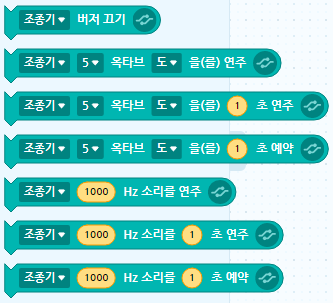 조종기 버저 끄기
조종기 5 옥타브 도 을(를) 연주
조종기 5 옥타브 도 을(를) 1 초 연주
조종기 5 옥타브 도 을(를) 1 초 예약
조종기 1000 Hz 소리를 연주
조종기 1000 Hz 소리를 1 초 연주
조종기 1000 Hz 소리를 1 초 예약